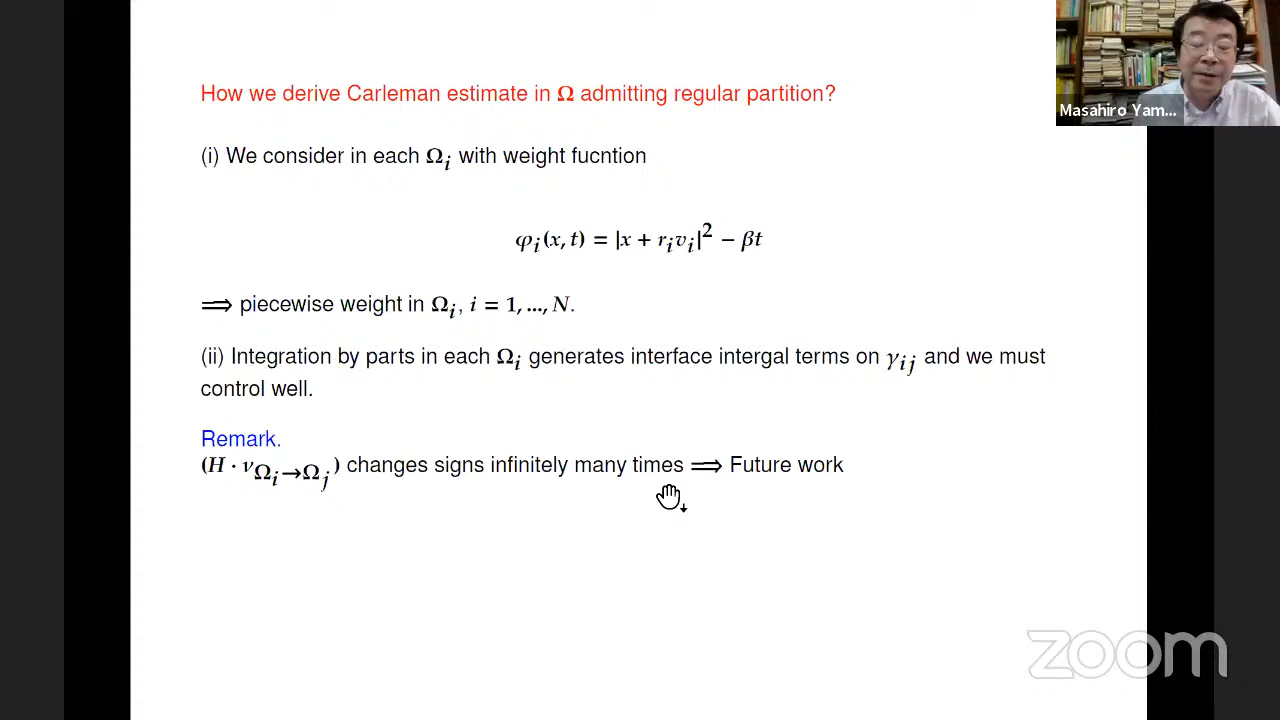 How we derive Carleman estimate in Ω admitting regular partition?
Masahiro Yam...
(i) We consider in each Ω_i with weight fucntion
φ_i(x, t) = |x + r_i v_i|^2 − βt
⟹ piecewise weight in Ω_i, i = 1, ..., N.
(ii) Integration by parts in each Ω_i generates interface intergal terms on γ_ij and we must
control well.
Remark.
(H · ν_Ω_i→Ω_j) changes signs infinitely many times ⟹ Future work
zoom